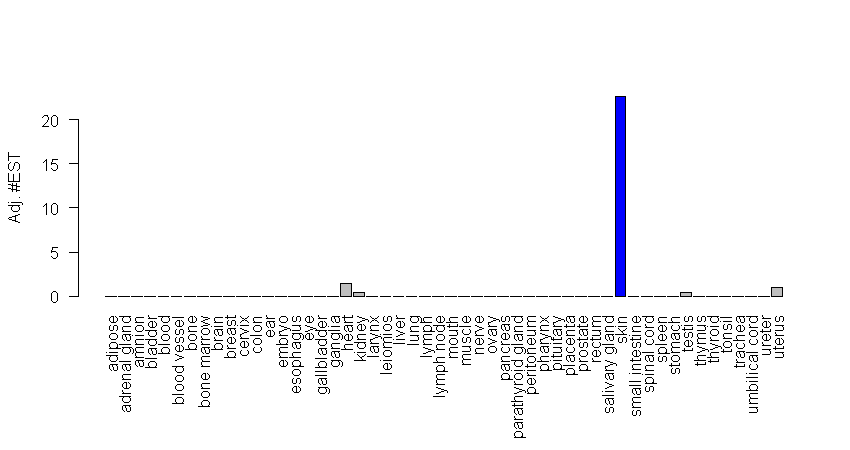 Adj. #EST
20
15
10
5
0
adipose
adrenal gland
amnion
bladder
blood
blood vessel
bone
bone marrow
brain
breast
cervix
colon
ear
embryo
esophagus
eye
gallbladder
ganglia
heart
kidney
larynx
leiomios
liver
lung
lymph
lymph node
mouth
muscle
nerve
ovary
pancreas
parathyroid gland
peritoneum
pharynx
pituitary
placenta
prostate
rectum
salivary gland
skin
small intestine
spinal cord
spleen
stomach
testis
thymus
thyroid
tonsil
trachea
umbilical cord
ureter
uterus